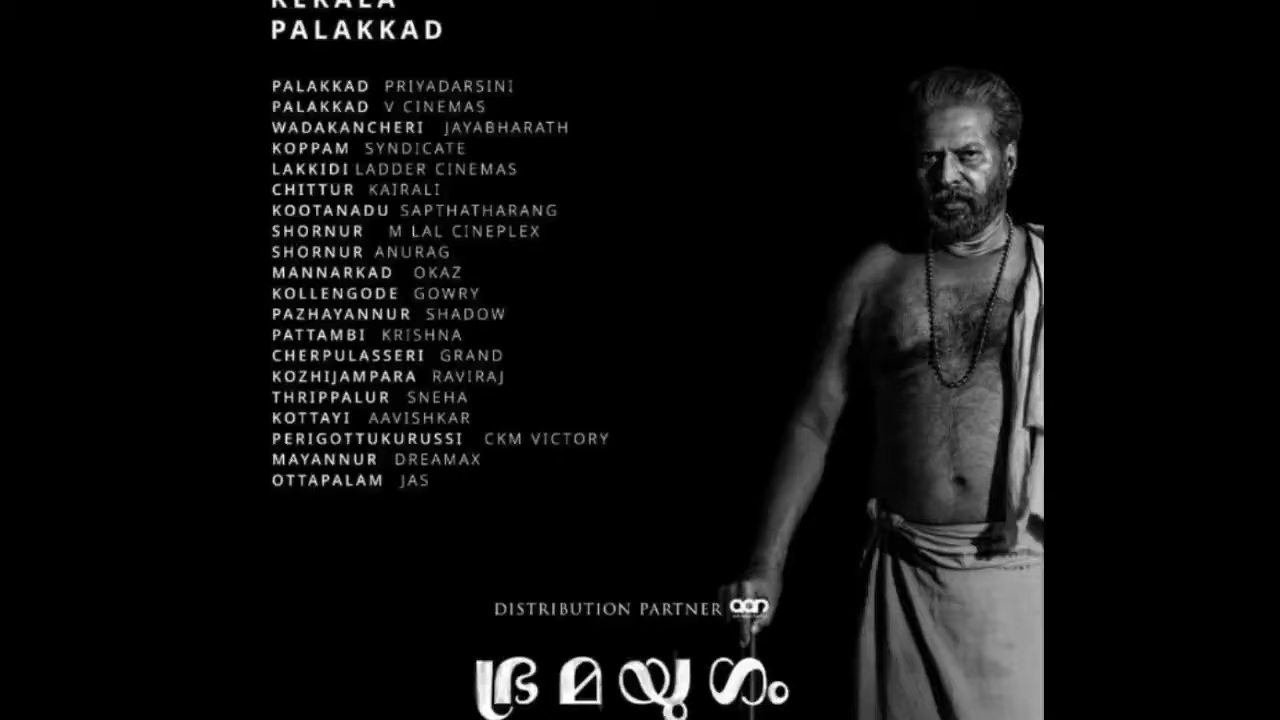 KERALA
PALAKKAD
PALAKKAD PRIYADARSINI
PALAKKAD V CINEMAS
WADAKANCHERI JAYABHARATH
KOPPAM SYNDICATE
LAKKIDI LADDER CINEMAS
CHITTUR KAIRALI
KOOTANADU SAPTHATHARANG
SHORNUR M LAL CINEPLEX
SHORNUR ANURAG
MANNARKAD OKAZ
KOLLENGODE GOWRY
PAZHAYANNUR SHADOW
PATTAMBI KRISHNA
CHERPULASSERI GRAND
KOZHIJAMPARA RAVIRAJ
THRIPPALUR SNEHA
KOTTAYI AAVISHKAR
PERIGOTTUKURUSSI CKM VICTORY
MAYANNUR DREAMAX
OTTAPALAM JAS
DISTRIBUTION PARTNER aan
ഭ്രമയുഗം